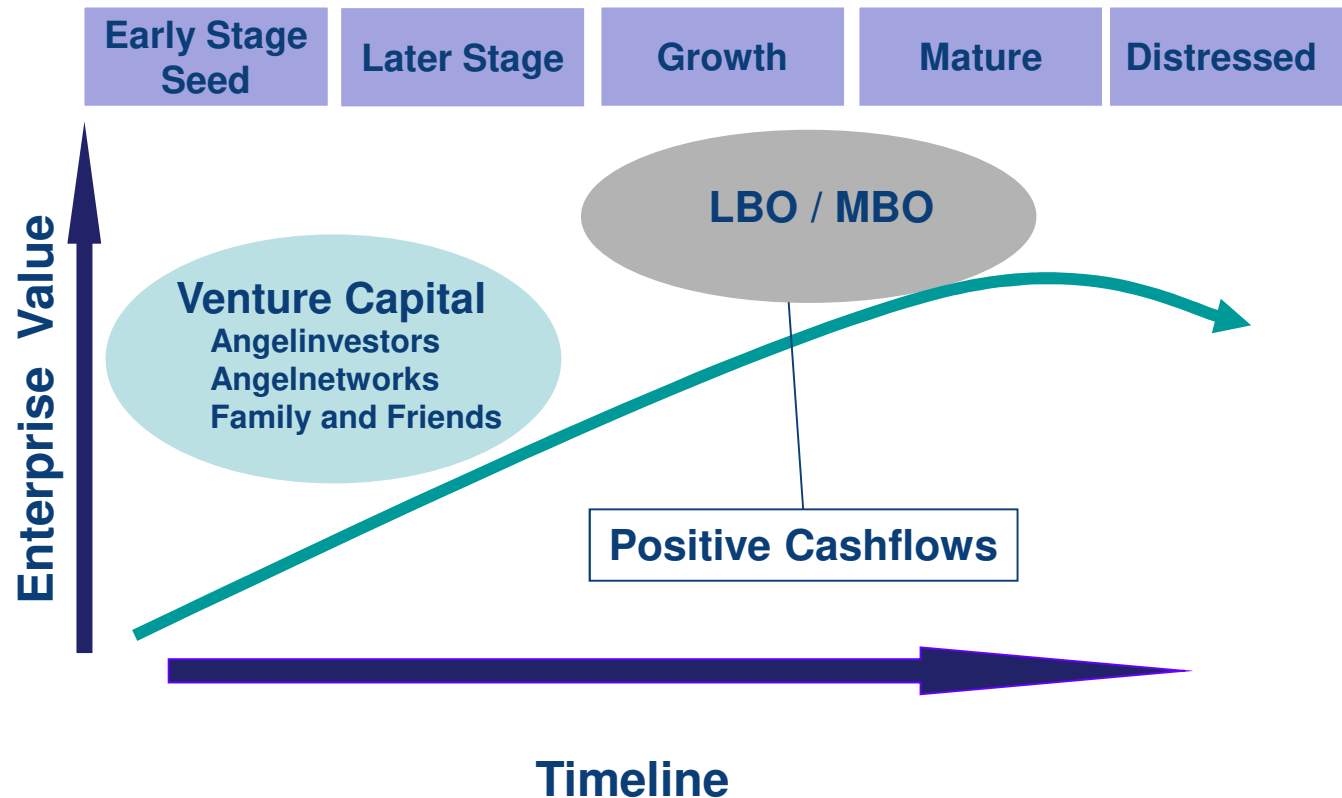 Early Stage
Seed
Later Stage
Growth
Mature
Distressed
Enterprise Value
LBO / MBO
Venture Capital
Angelinvestors
Angelnetworks
Family and Friends
Positive Cashflows
Timeline